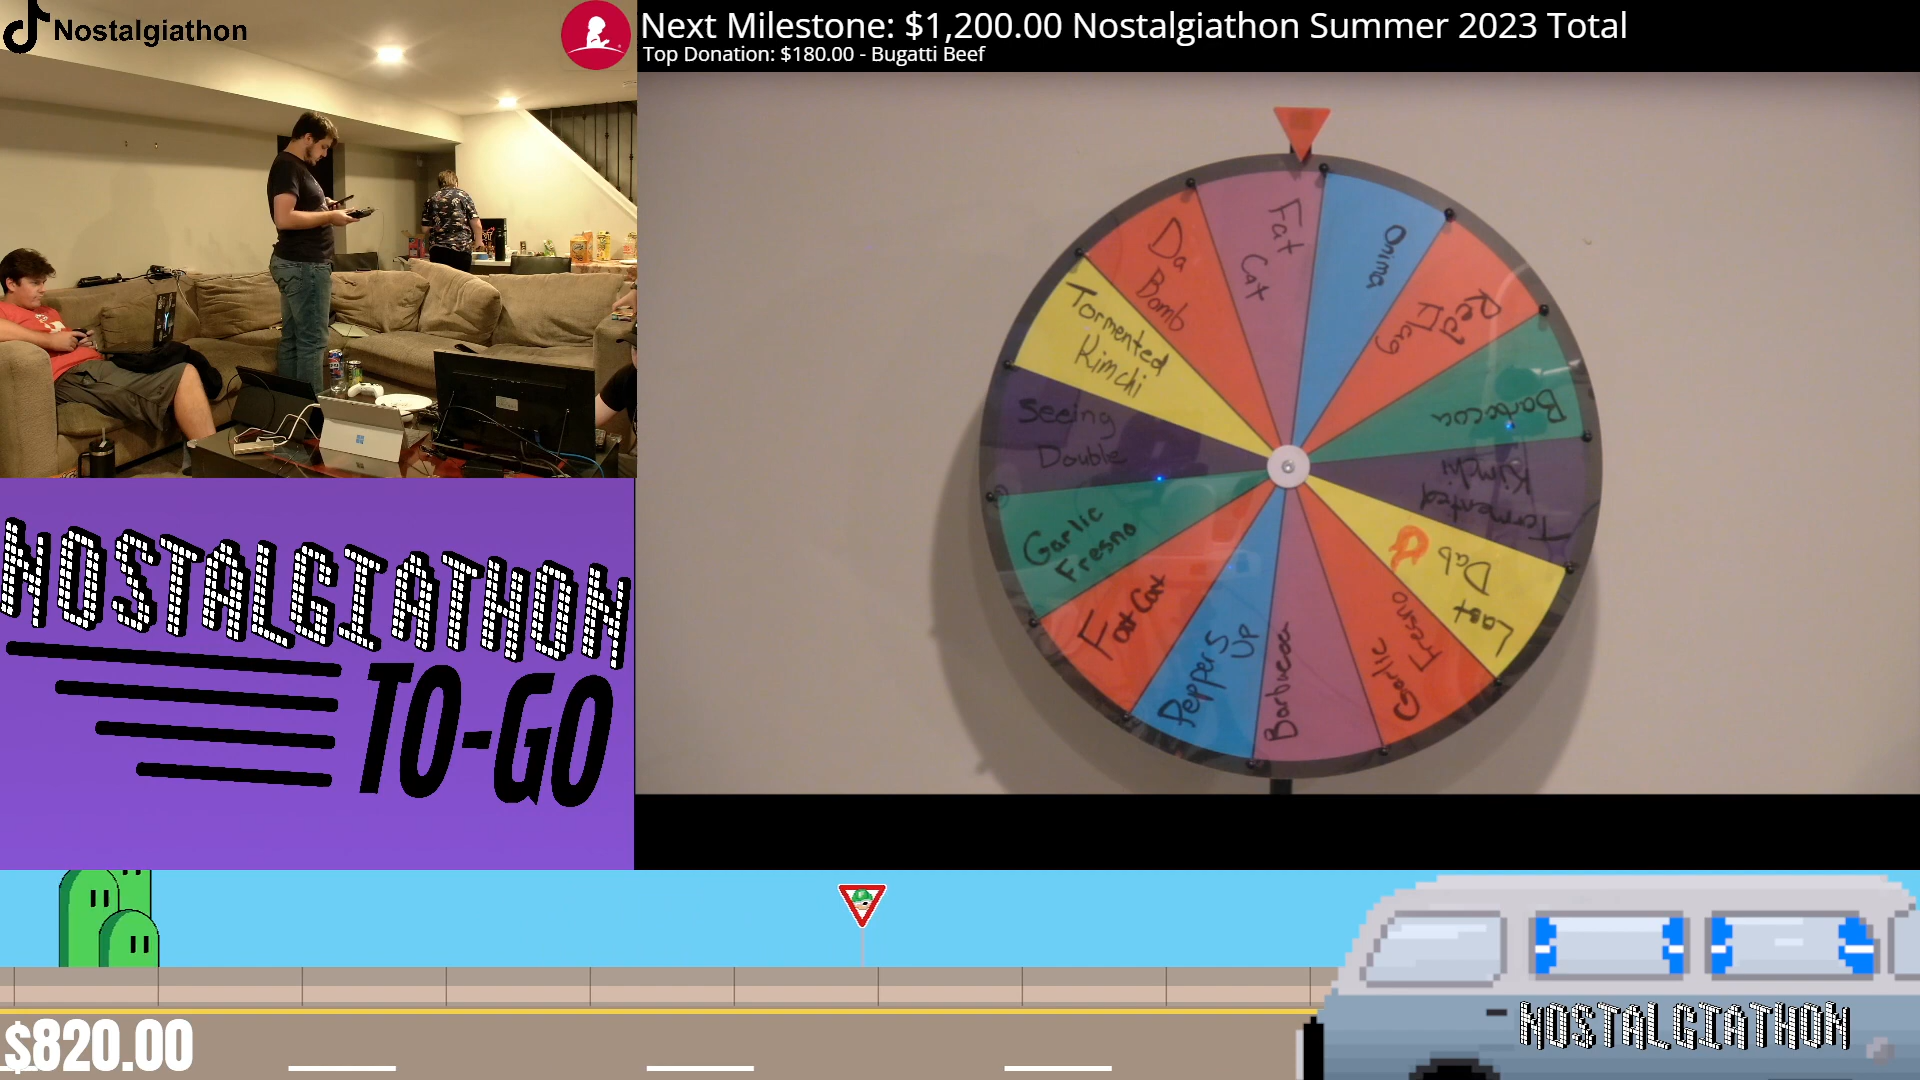 Nostalgiathon
Next Milestone: $1,200.00 Nostalgiathon Summer 2023 Total
Top Donation: $180.00 - Bugatti Beef
Fat
Cat
Onima
Red
Flag
Barbacoa
Tormented
Kimchi
Last
Dab
Garlic
Fresno
Barbacoa
Peppers
Up
Fat Cat
Garlic
Fresno
Seeing
Double
Tormented
Kimchi
Da
Bomb
NOSTALGIATHON
TO-GO
$820.00
NOSTALGIATHON